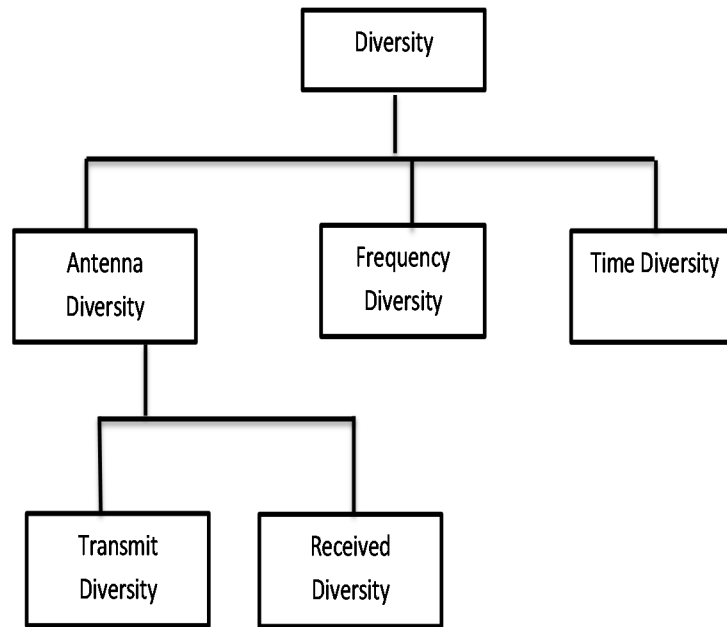 Diversity
Antenna
Diversity
Frequency
Diversity
Time Diversity
Transmit
Diversity
Received
Diversity